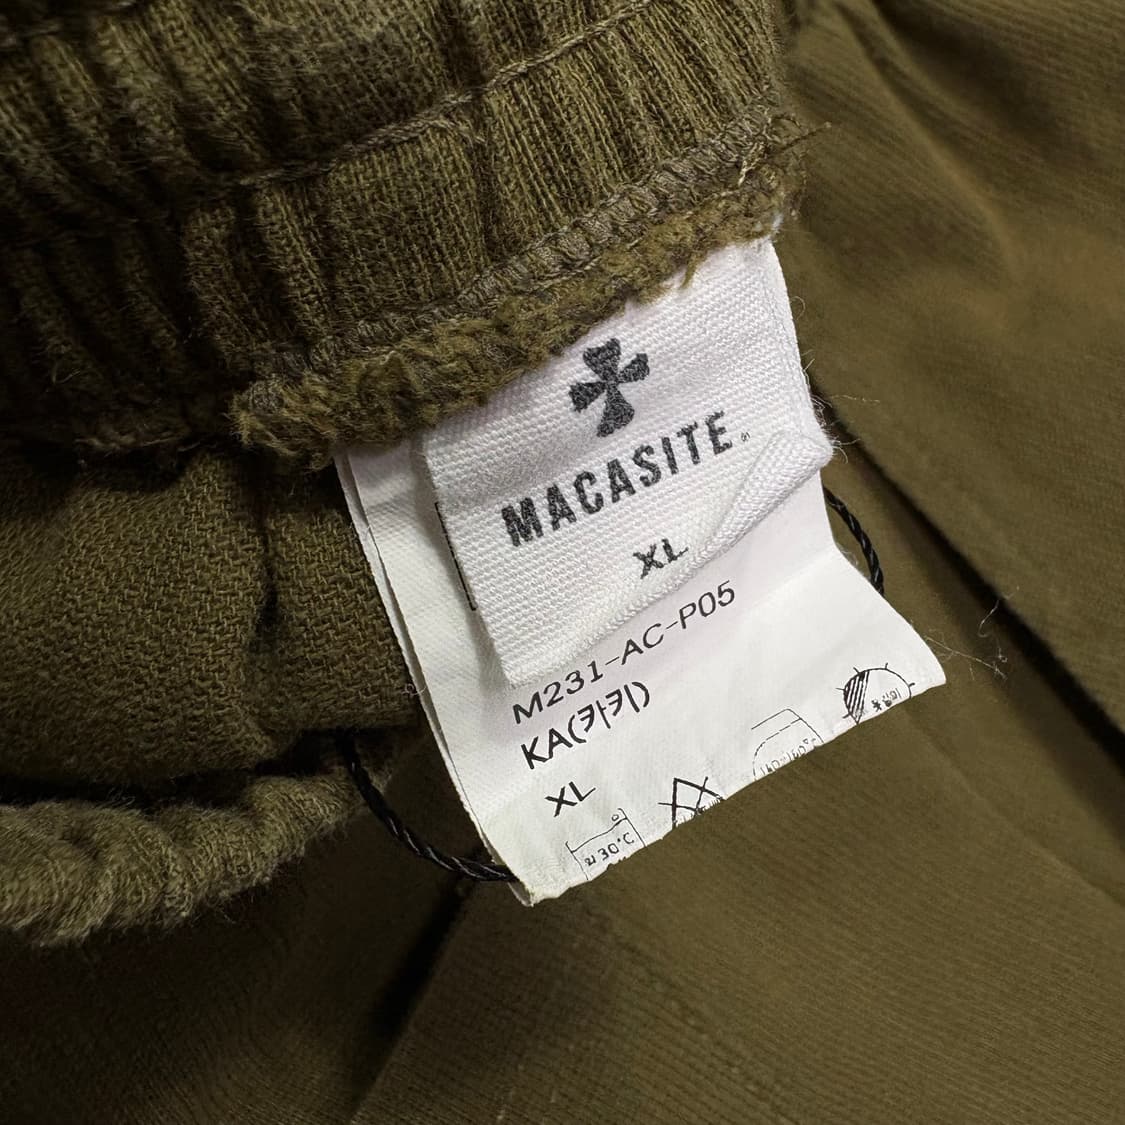 MACASITE
XL
M231-AC-P05
KA(카키)
XL
30°C